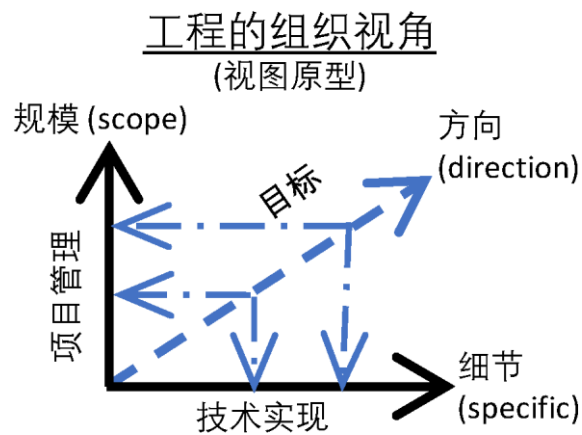 工程的组织视角
(视图原型)
规模 (scope)
方向
(direction)
目标
项目管理
细节
(specific)
技术实现